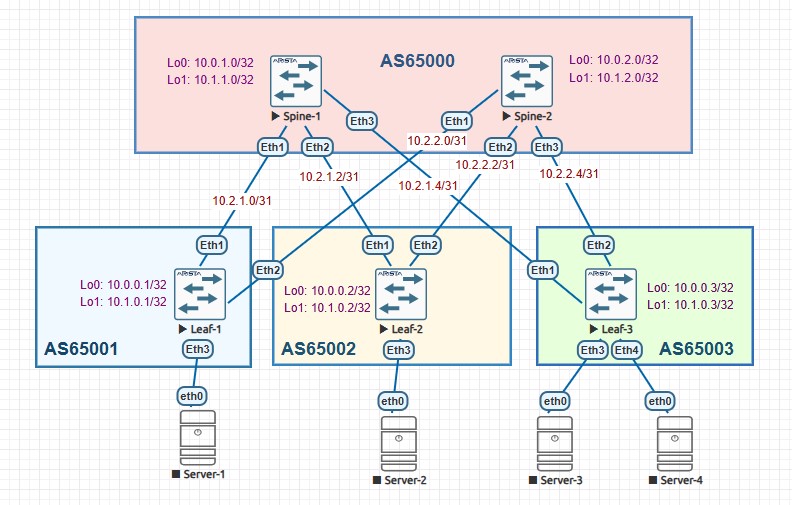 AS65000
Lo0: 10.0.1.0/32
Lo1: 10.1.1.0/32
ARISTA
Spine-1
ARISTA
Spine-2
Lo0: 10.0.2.0/32
Lo1: 10.1.2.0/32
Eth3
Eth1
Eth1
Eth2
Eth2
Eth3
10.2.2.0/31
10.2.1.2/31
10.2.2.2/31
10.2.1.4/31
10.2.2.4/31
10.2.1.0/31
Eth1
Eth2
Eth1
Eth2
Eth1
Eth2
Lo0: 10.0.0.1/32
Lo1: 10.1.0.1/32
ARISTA
Leaf-1
Lo0: 10.0.0.2/32
Lo1: 10.1.0.2/32
ARISTA
Leaf-2
ARISTA
Leaf-3
Lo0: 10.0.0.3/32
Lo1: 10.1.0.3/32
AS65001
Eth3
AS65002
Eth3
Eth3
Eth4
AS65003
eth0
eth0
eth0
eth0
Server-1
Server-2
Server-3
Server-4